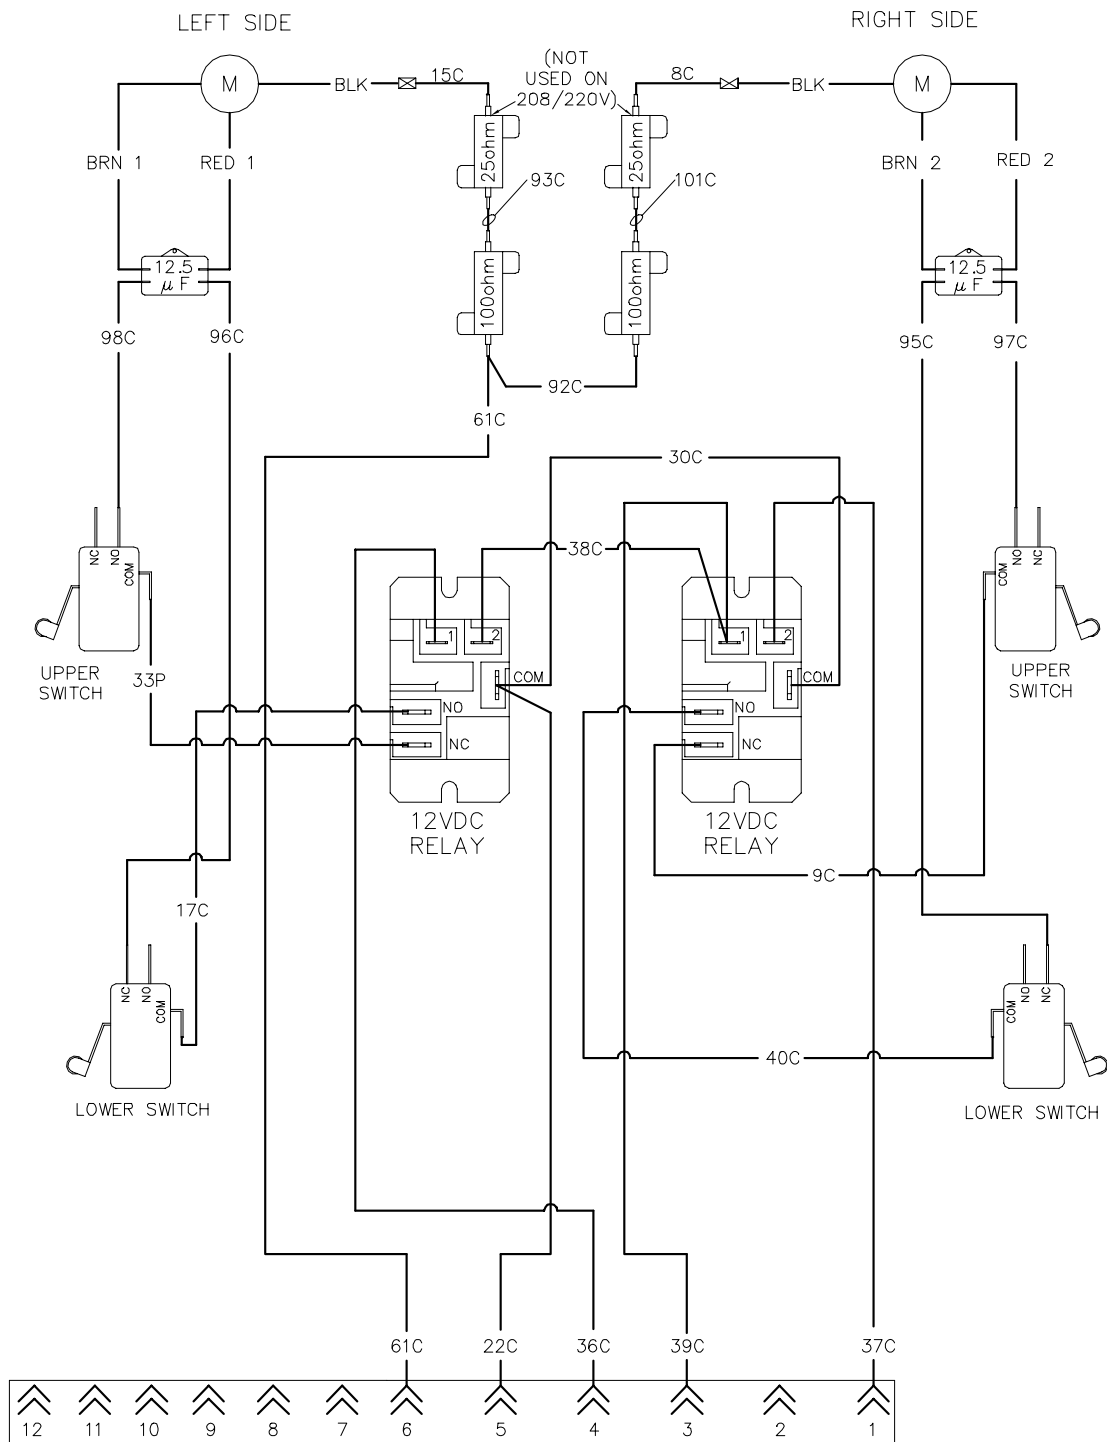 LEFT SIDE
RIGHT SIDE
M
BLK
15C
(NOT
USED ON
208/220V)
8C
BLK
M
BRN 1
RED 1
25ohm
25ohm
BRN 2
RED 2
93C
101C
12.5
µF
100ohm
100ohm
12.5
µF
98C
96C
95C
97C
92C
61C
30C
38C
NC
NO
COM
NO
NC
COM
1
2
1
2
UPPER
SWITCH
33P
COM
COM
UPPER
SWITCH
NO
NO
NC
NC
12VDC
RELAY
12VDC
RELAY
9C
17C
NC
NO
COM
COM
NO
NC
40C
LOWER SWITCH
LOWER SWITCH
61C
22C
36C
39C
37C
12
11
10
9
8
7
6
5
4
3
2
1